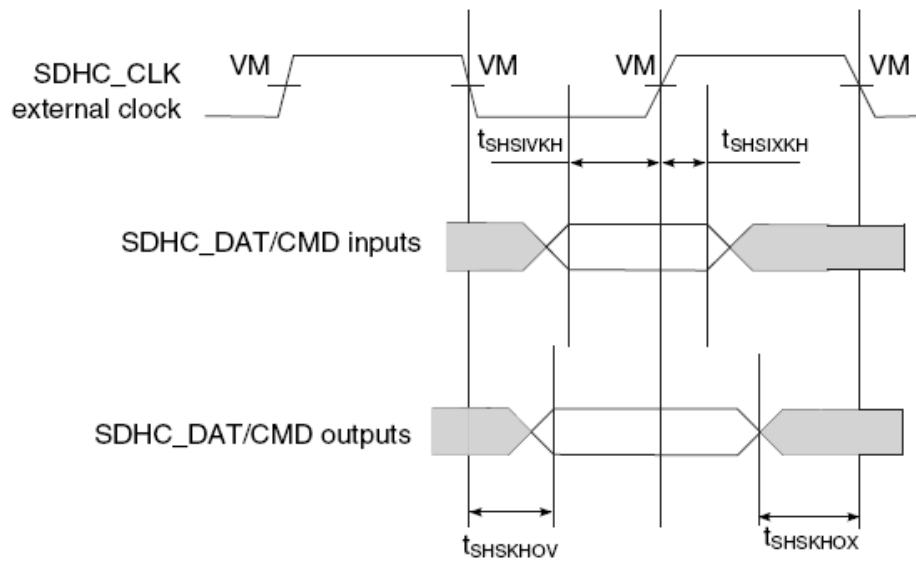 SDHC_CLK
external clock
VM
VM
VM
VM
tSHSIVKH
tSHSIXKH
SDHC_DAT/CMD inputs
SDHC_DAT/CMD outputs
tSHSKHOV
tSHSKHOX